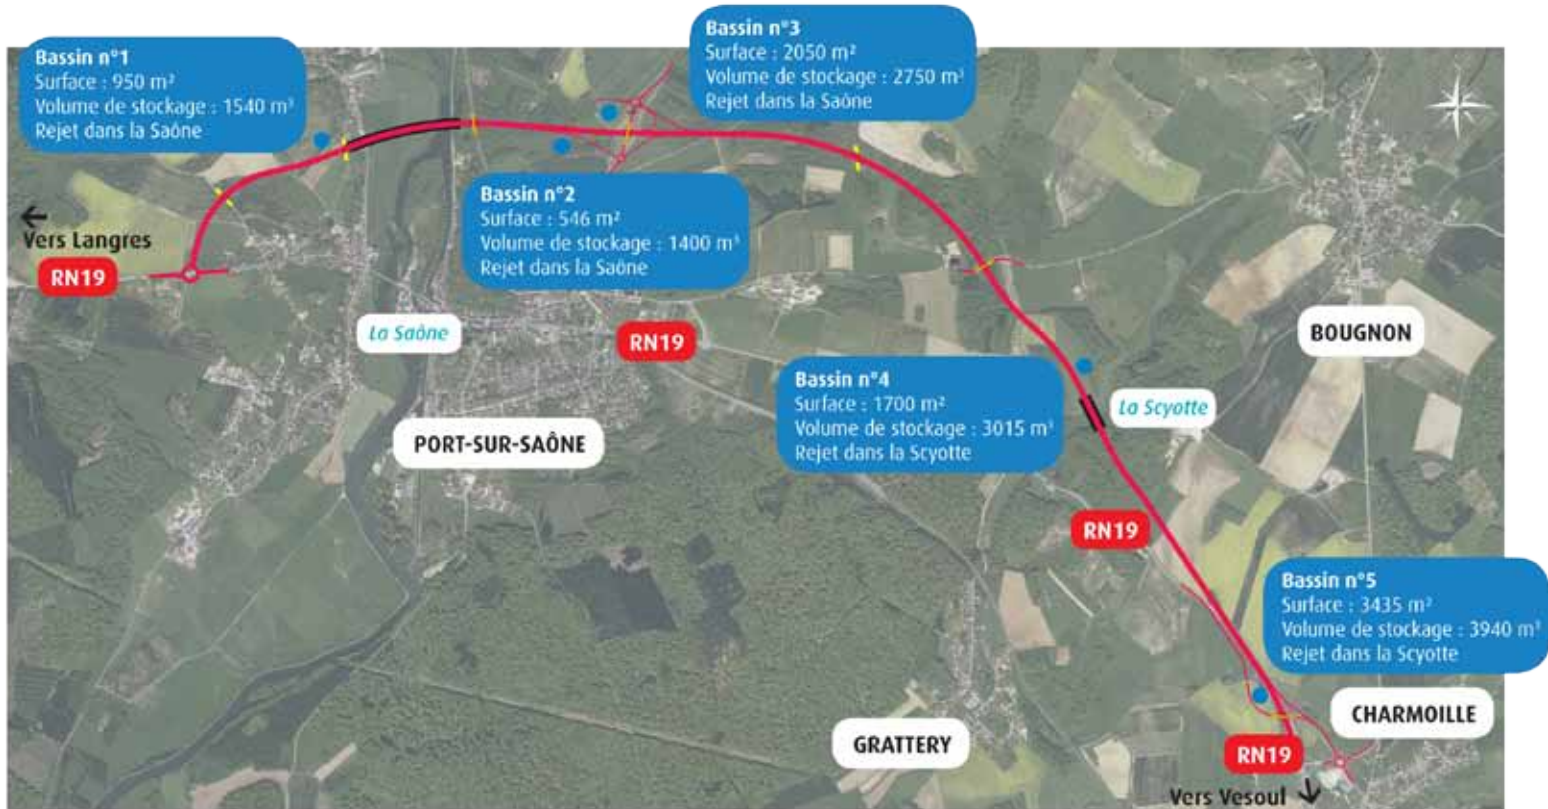 Bassin n°1
Surface : 950 m²
Volume de stockage : 1540 m³
Rejet dans la Saône
Bassin n°3
Surface : 2050 m²
Volume de stockage : 2750 m³
Rejet dans la Saône
Bassin n°2
Surface : 546 m²
Volume de stockage : 1400 m³
Rejet dans la Saône
Vers Langres
RN19
La Saône
RN19
BOUGNON
Bassin n°4
Surface : 1700 m²
Volume de stockage : 3015 m³
Rejet dans la Scyotte
La Scyotte
PORT-SUR-SAÔNE
RN19
Bassin n°5
Surface : 3435 m²
Volume de stockage : 3940 m³
Rejet dans la Scyotte
CHARMOILLE
GRATTERY
RN19
Vers Vesoul